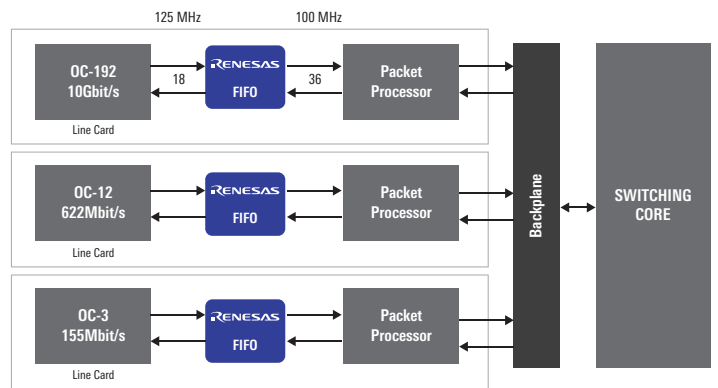 125 MHz
100 MHz
OC-192
10Gbit/s
18
RENESAS
FIFO
36
Packet
Processor
Line Card
OC-12
622Mbit/s
RENESAS
FIFO
Packet
Processor
Line Card
OC-3
155Mbit/s
RENESAS
FIFO
Packet
Processor
Line Card
Backplane
SWITCHING
CORE